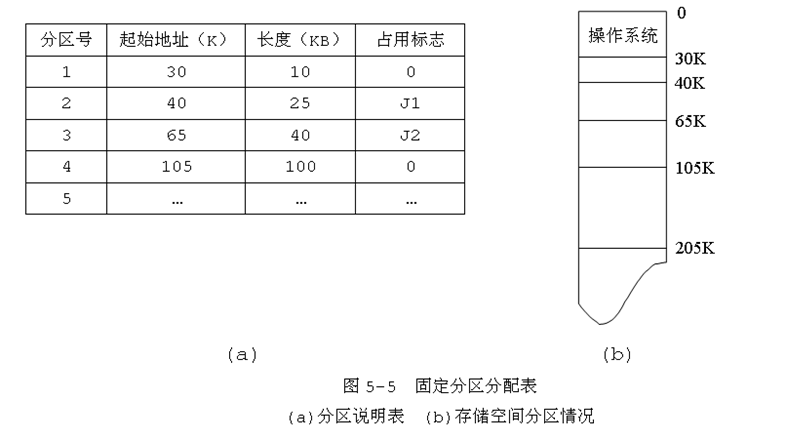 分区号 起始地址（K） 长度（KB） 占用标志
1 30 10 0
2 40 25 J1
3 65 40 J2
4 105 100 0
5 … … …
(a)
0
操作系统
30K
40K
65K
105K
205K
(b)
图 5-5 固定分区分配表
(a)分区说明表 (b)存储空间分区情况